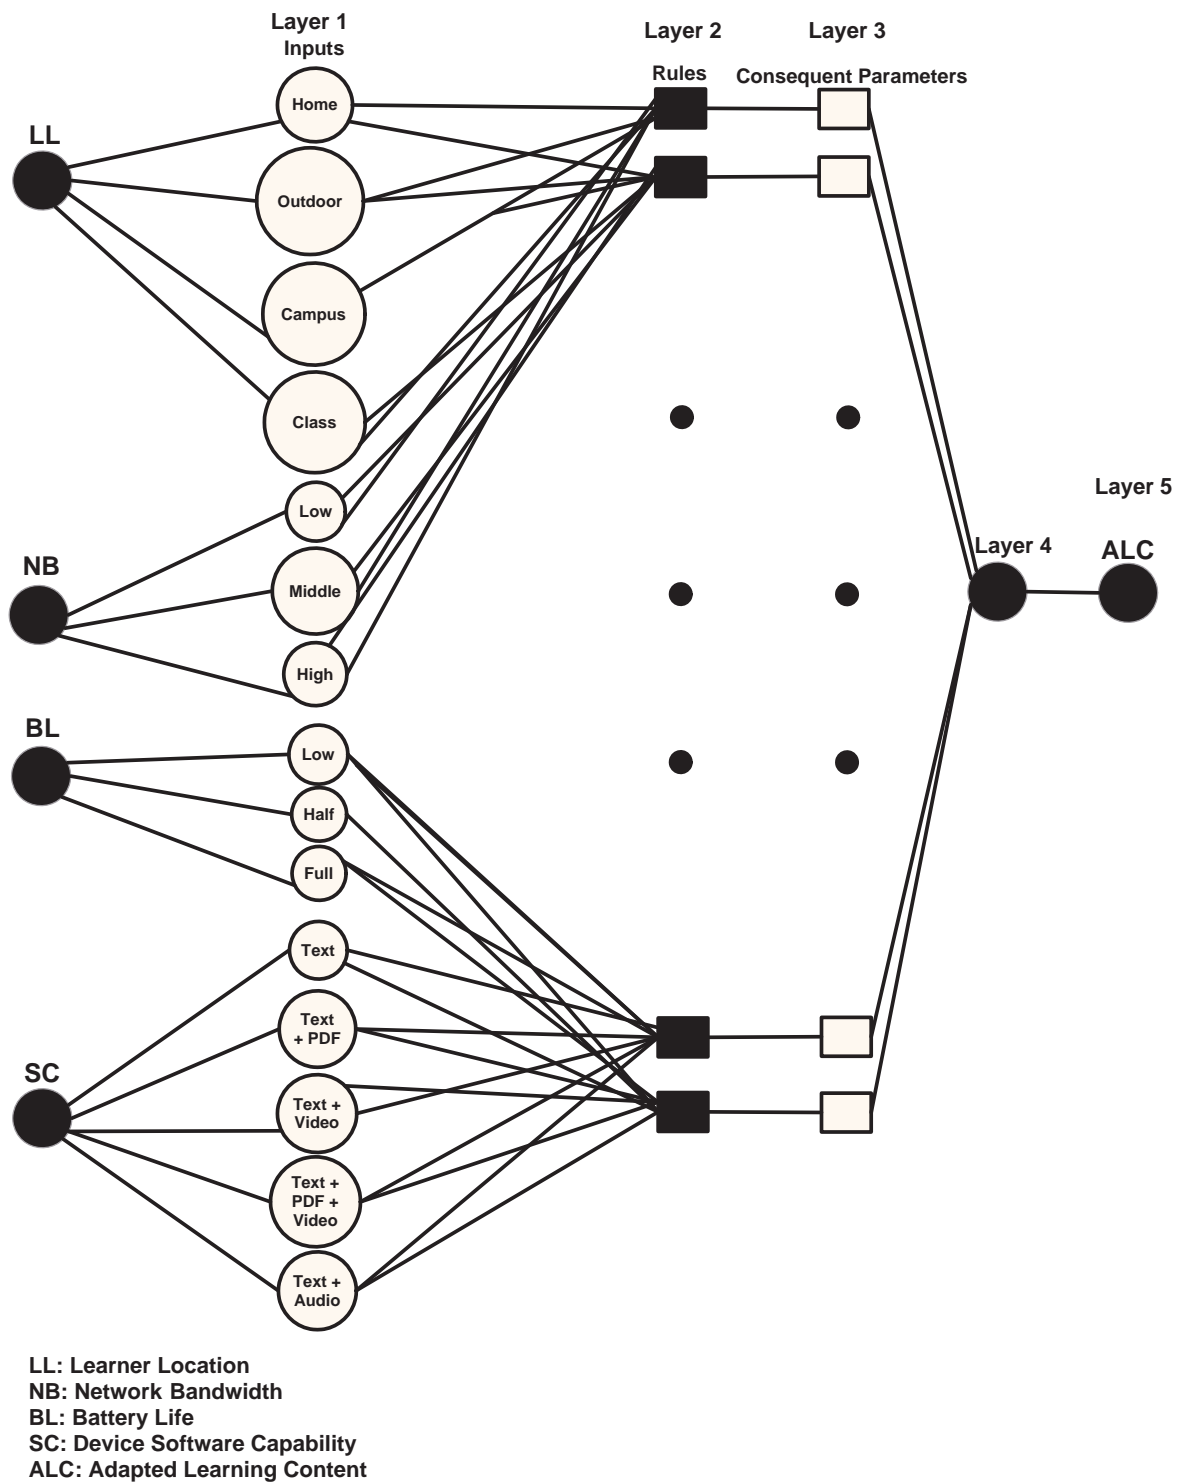 Layer 1
Inputs
Layer 2
Layer 3
Rules
Consequent Parameters
LL
Home
Outdoor
Campus
Class
NB
Low
Middle
High
BL
Low
Half
Full
SC
Text
Text
+ PDF
Text +
Video
Text +
PDF +
Video
Text +
Audio
Layer 4
Layer 5
ALC
LL: Learner Location
NB: Network Bandwidth
BL: Battery Life
SC: Device Software Capability
ALC: Adapted Learning Content